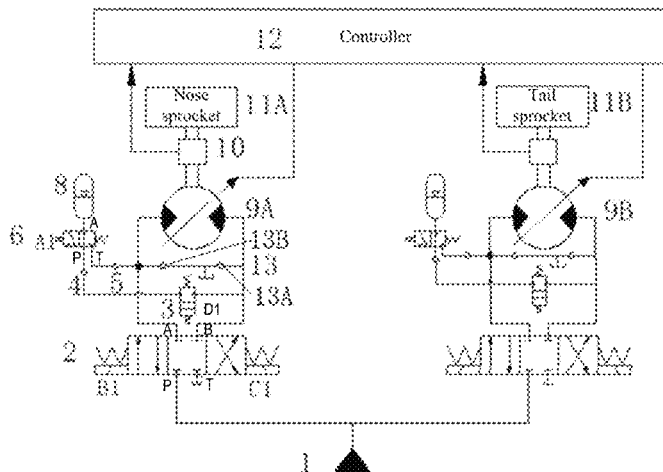 12 Controller
Nose sprocket 11A
Tail sprocket 11B
10
8
9A
9B
6 A1
A
P T
13B
13
4 5
13A
3 D1
A B
2
B1 P T C1
1